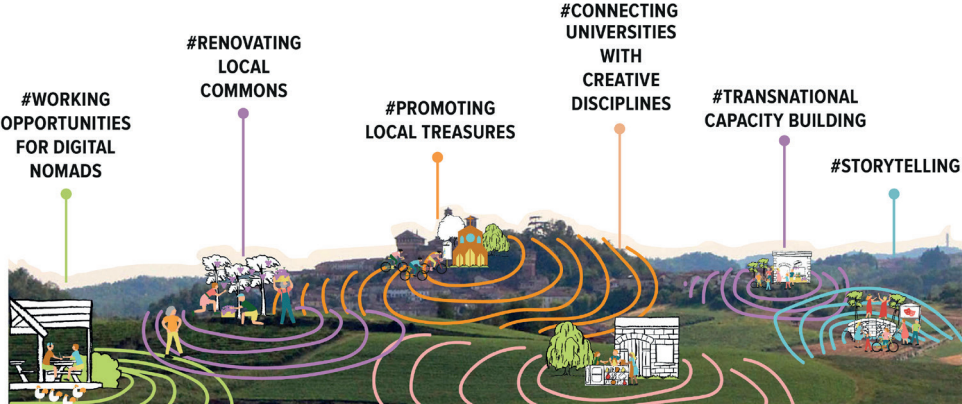 #WORKING
OPPORTUNITIES
FOR DIGITAL
NOMADS
#RENOVATING
LOCAL
COMMONS
#PROMOTING
LOCAL TREASURES
#CONNECTING
UNIVERSITIES
WITH
CREATIVE
DISCIPLINES
#TRANSNATIONAL
CAPACITY BUILDING
#STORYTELLING